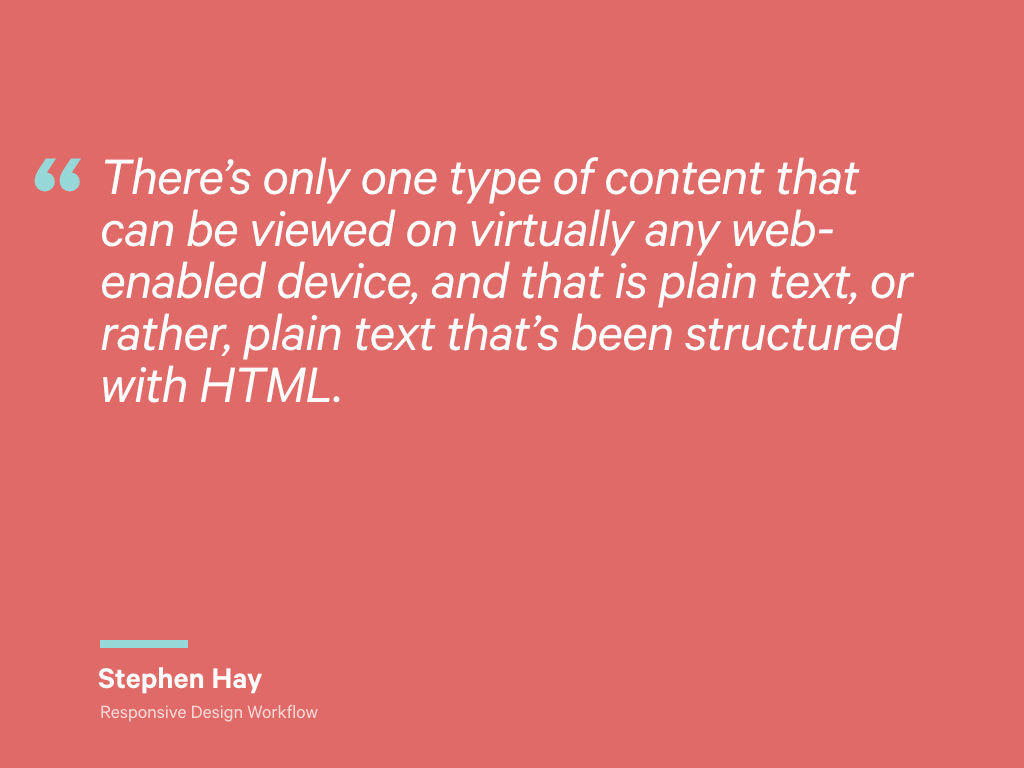 “There’s only one type of content that
can be viewed on virtually any web-
enabled device, and that is plain text, or
rather, plain text that’s been structured
with HTML.
Stephen Hay
Responsive Design Workflow